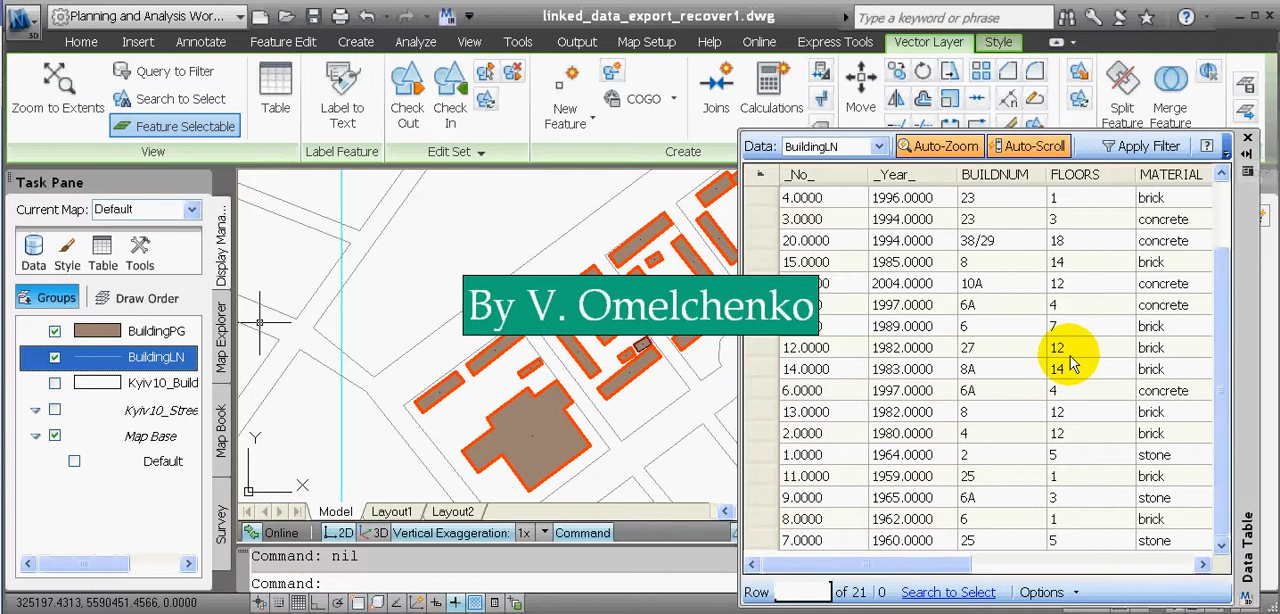 Planning and Analysis Wor...
linked_data_export_recover1.dwg
Type a keyword or phrase
3D
Home Insert Annotate Feature Edit Create Analyze View Tools Output Map Setup Help Online Express Tools Vector Layer Style
Zoom to Extents
Query to Filter
Search to Select
Feature Selectable
View
Table
Label to Text
Label Feature
Check Out
Check In
Edit Set
New Feature
COGO
Create
Joins
Calculations
Move
Split Feature
Merge Feature
Task Pane
Current Map: Default
Data Style Table Tools
Groups Draw Order
BuildingPG
BuildingLN
Kyiv10_Build
Kyiv10_Stree
Map Base
Default
Display Mana...
Map Explorer
Map Book
Survey
Y
X
By V. Omelchenko
Data: BuildingLN Auto-Zoom Auto-Scroll Apply Filter
_No_ _Year_ BUILDNUM FLOORS MATERIAL
4.0000 1996.0000 23 1 brick
3.0000 1994.0000 23 3 concrete
20.0000 1994.0000 38/29 18 concrete
15.0000 1985.0000 8 14 brick
2004.0000 10A 12 concrete
1997.0000 6A 4 concrete
1989.0000 6 7 brick
12.0000 1982.0000 27 12 brick
14.0000 1983.0000 8A 14 brick
6.0000 1997.0000 6A 4 concrete
13.0000 1982.0000 8 12 brick
2.0000 1980.0000 4 12 brick
1.0000 1964.0000 2 5 stone
11.0000 1959.0000 25 1 brick
9.0000 1965.0000 6A 3 stone
8.0000 1962.0000 6 1 brick
7.0000 1960.0000 25 5 stone
Row of 21 0 Search to Select Options
Data Table
Model Layout1 Layout2
Online 2D 3D Vertical Exaggeration: 1x Command
Command: nil
Command:
325197.4313, 5590451.4566, 0.0000